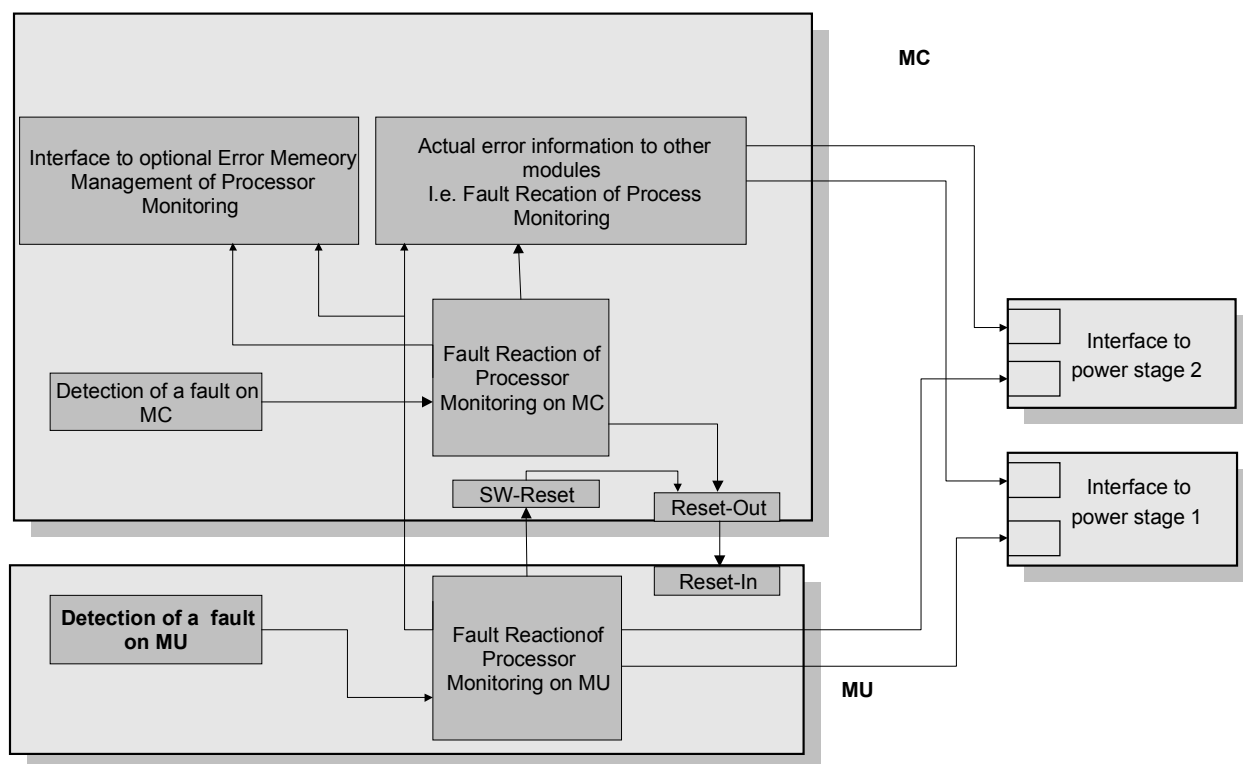 MC
Interface to optional Error Memeory
Management of Processor
Monitoring
Actual error information to other
modules
I.e. Fault Recation of Process
Monitoring
Fault Reaction of
Processor
Monitoring on MC
Detection of a fault on
MC
SW-Reset
Reset-Out
Interface to
power stage 2
Interface to
power stage 1
Reset-In
Detection of a  fault
on MU
Fault Reactionof
Processor
Monitoring on MU
MU